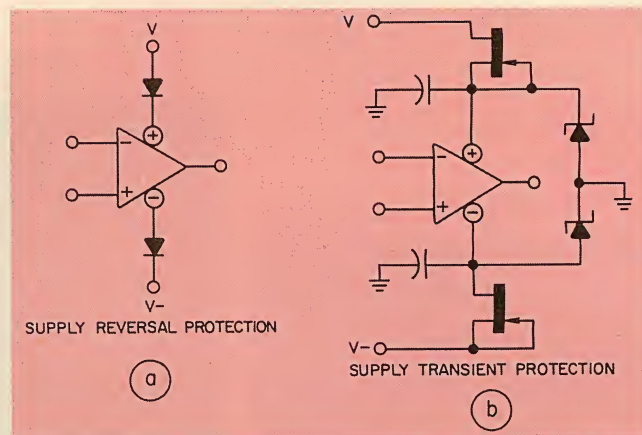 V
V
+
-
-
+
+
-
-
+
V-
V-
SUPPLY REVERSAL PROTECTION
SUPPLY TRANSIENT PROTECTION
a
b